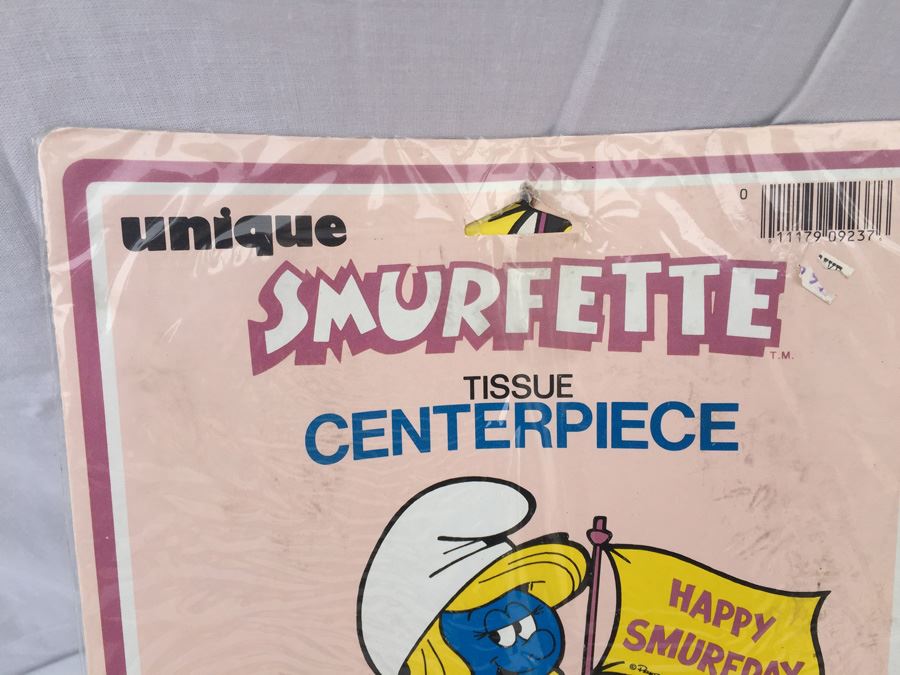 unique
0
11179 09237
SMURFETTE
T.M.
TISSUE
CENTERPIECE
HAPPY
SMURFDAY
©